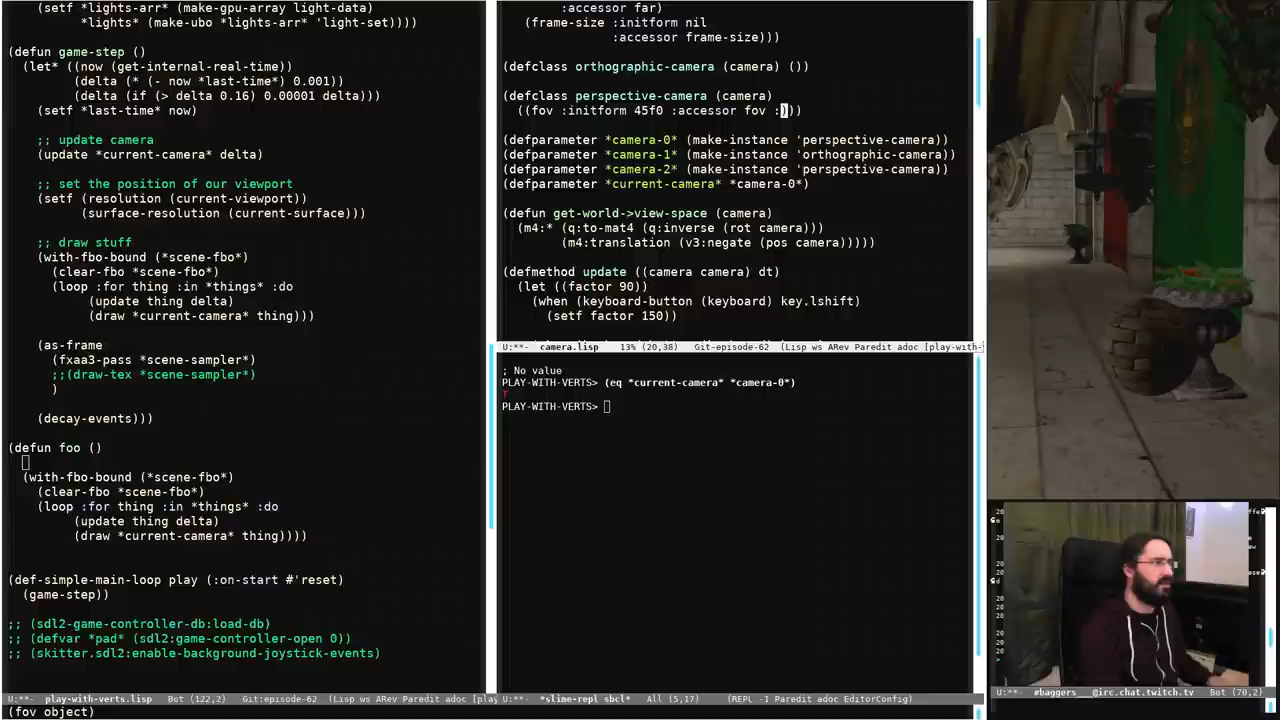 (setf *lights-arr* (make-gpu-array light-data)
          *lights* (make-ubo *lights-arr* 'light-set))))
(defun game-step ()
  (let* ((now (get-internal-real-time))
         (delta (* (- now *last-time*) 0.001))
         (delta (if (> delta 0.16) 0.00001 delta)))
    (setf *last-time* now)
    ;; update camera
    (update *current-camera* delta)
    ;; set the position of our viewport
    (setf (resolution (current-viewport))
          (surface-resolution (current-surface)))
    ;; draw stuff
    (with-fbo-bound (*scene-fbo*)
      (clear-fbo *scene-fbo*)
      (loop :for thing :in *things* :do
         (update thing delta)
         (draw *current-camera* thing)))
    (as-frame
      (fxaa3-pass *scene-sampler*)
      ;;(draw-tex *scene-sampler*)
      )
    (decay-events)))
(defun foo ()
  (with-fbo-bound (*scene-fbo*)
    (clear-fbo *scene-fbo*)
    (loop :for thing :in *things* :do
         (update thing delta)
         (draw *current-camera* thing))))
(def-simple-main-loop play (:on-start #'reset)
  (game-step))
;; (sdl2-game-controller-db:load-db)
;; (defvar *pad* (sdl2:game-controller-open 0))
;; (skitter.sdl2:enable-background-joystick-events)
U:**-  play-with-verts.lisp   Bot (122,2)   Git:episode-62  (Lisp ws ARev Paredit adoc [play
(fov object)
        :accessor far)
   (frame-size :initform nil
               :accessor frame-size)))
(defclass orthographic-camera (camera) ())
(defclass perspective-camera (camera)
  ((fov :initform 45f0 :accessor fov :)))
(defparameter *camera-0* (make-instance 'perspective-camera))
(defparameter *camera-1* (make-instance 'orthographic-camera))
(defparameter *camera-2* (make-instance 'perspective-camera))
(defparameter *current-camera* *camera-0*)
(defun get-world->view-space (camera)
  (m4:* (q:to-mat4 (q:inverse (rot camera)))
        (m4:translation (v3:negate (pos camera)))))
(defmethod update ((camera camera) dt)
  (let ((factor 90))
    (when (keyboard-button (keyboard) key.lshift)
      (setf factor 150))
U:**-  camera.lisp   13% (20,38)   Git-episode-62  (Lisp ws ARev Paredit adoc [play-with-
; No value
PLAY-WITH-VERTS> (eq *current-camera* *camera-0*)
T
PLAY-WITH-VERTS>
U:**-  *slime-repl sbcl*   All (5,17)   (REPL -1 Paredit adoc EditorConfig)
U:**-  #baggers  _@irc.chat.twitch.tv  Bot (70,2)